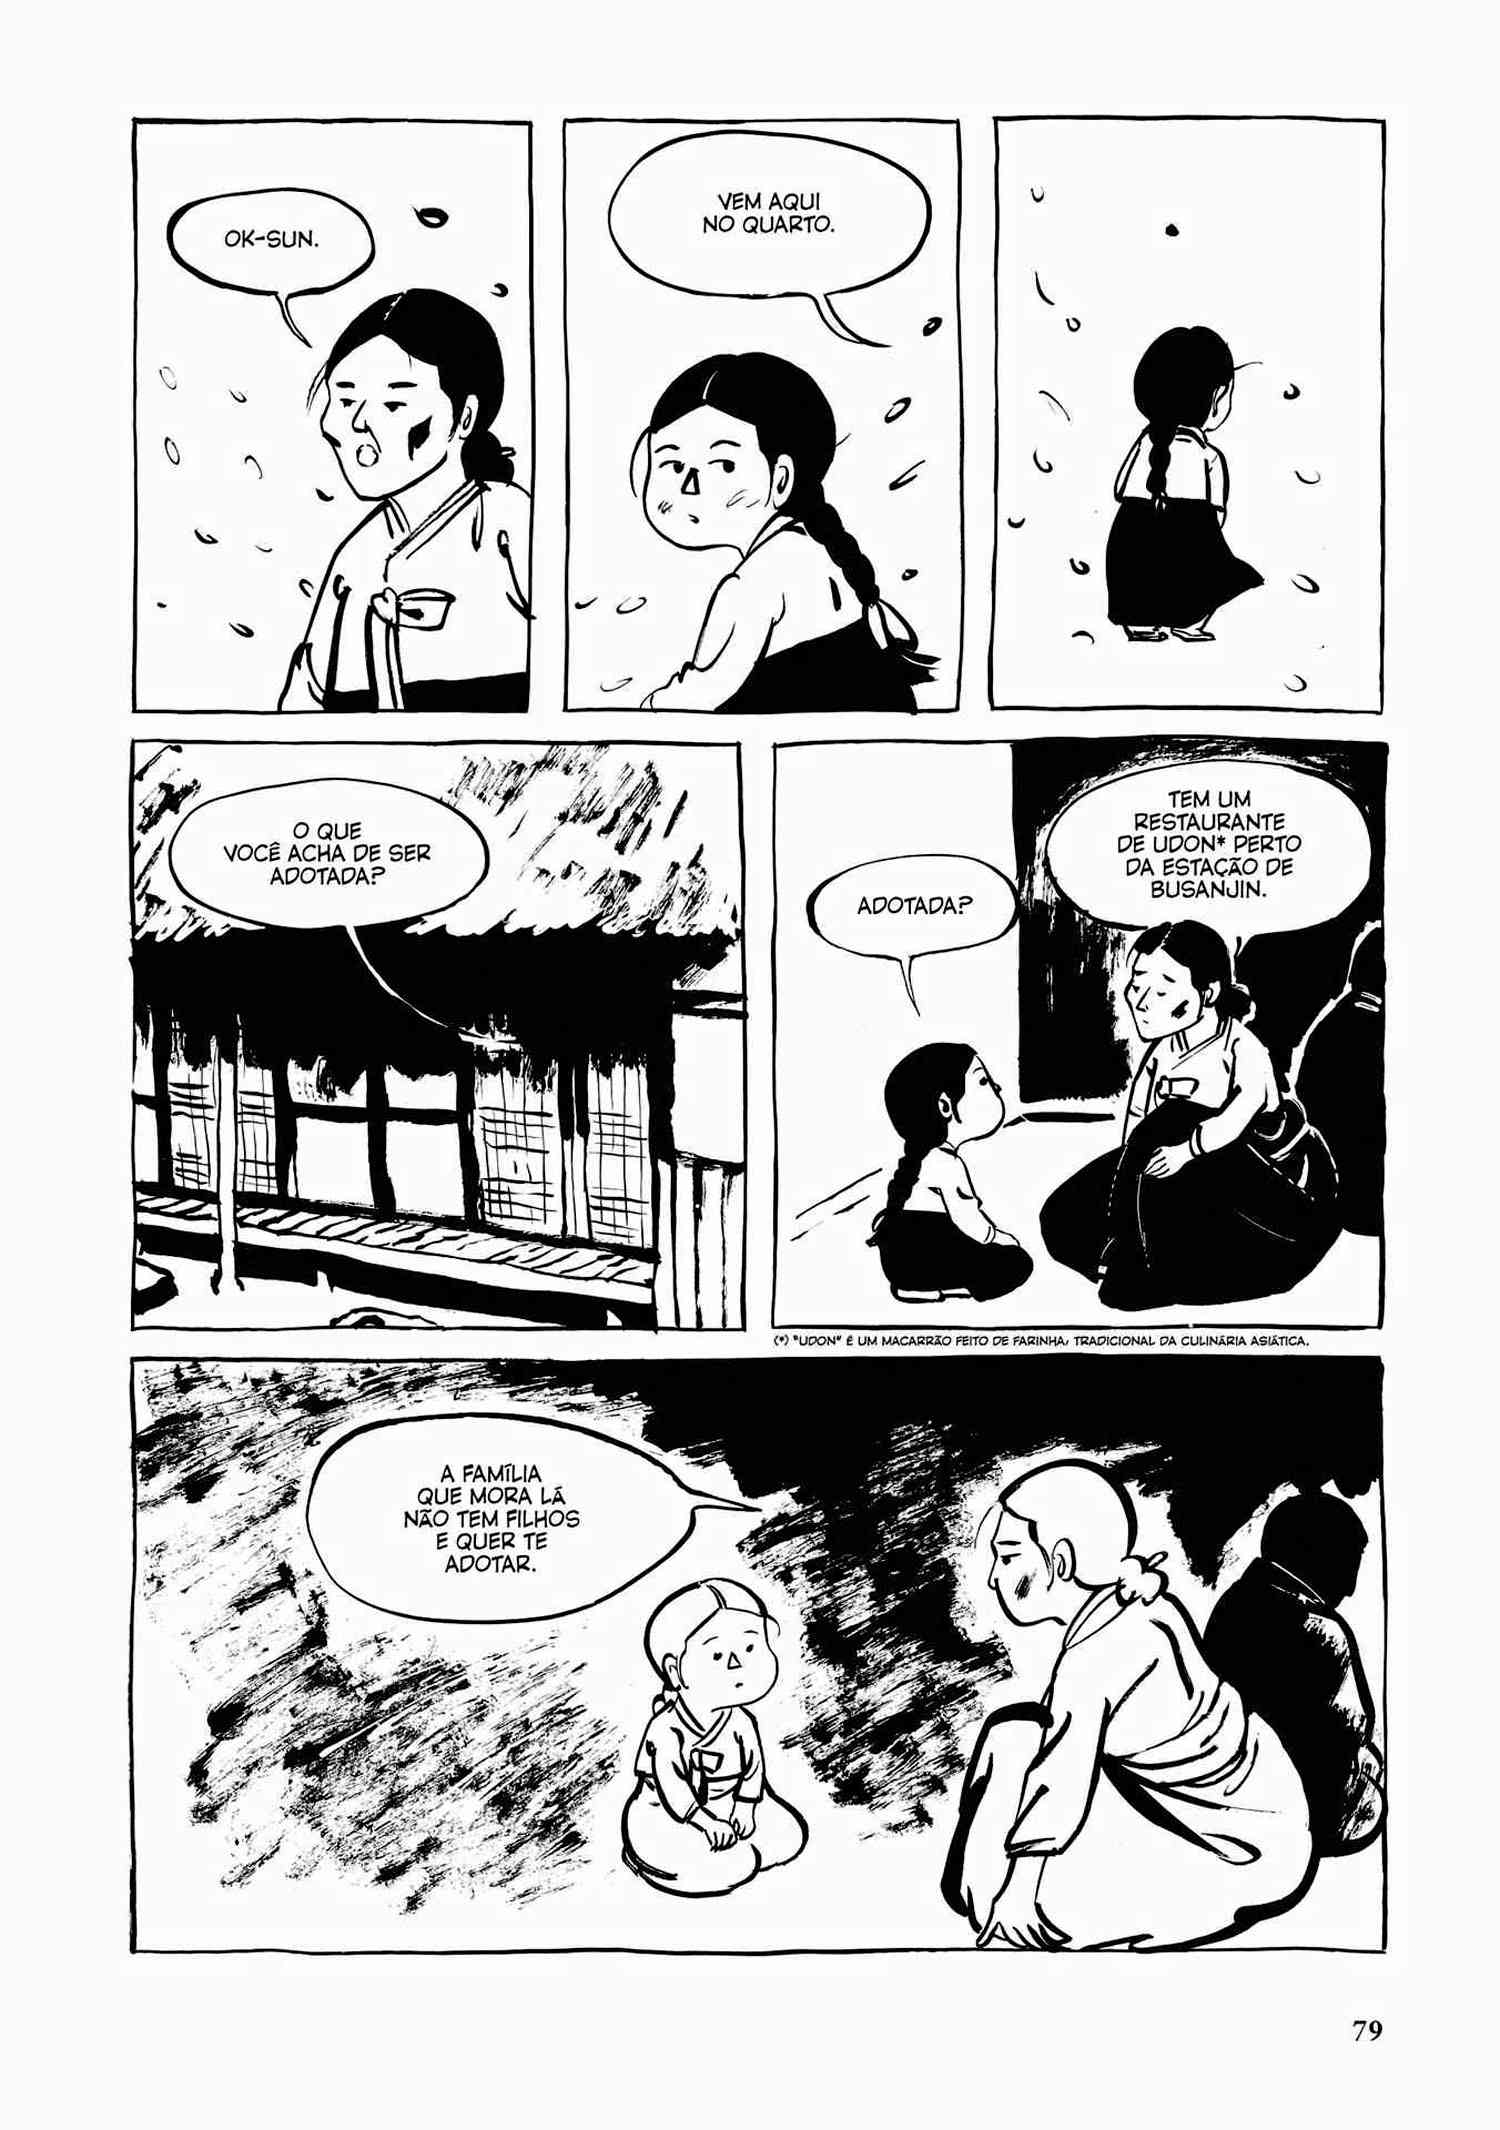 OK-SUN.
VEM AQUI
NO QUARTO.
O QUE
VOCÊ ACHA DE SER
ADOTADA?
ADOTADA?
TEM UM
RESTAURANTE
DE UDON* PERTO
DA ESTAÇÃO DE
BUSANJIN.
(*) "UDON" É UM MACARRÃO FEITO DE FARINHA, TRADICIONAL DA CULINÁRIA ASIÁTICA.
A FAMÍLIA
QUE MORA LÁ
NÃO TEM FILHOS
E QUER TE
ADOTAR.
79